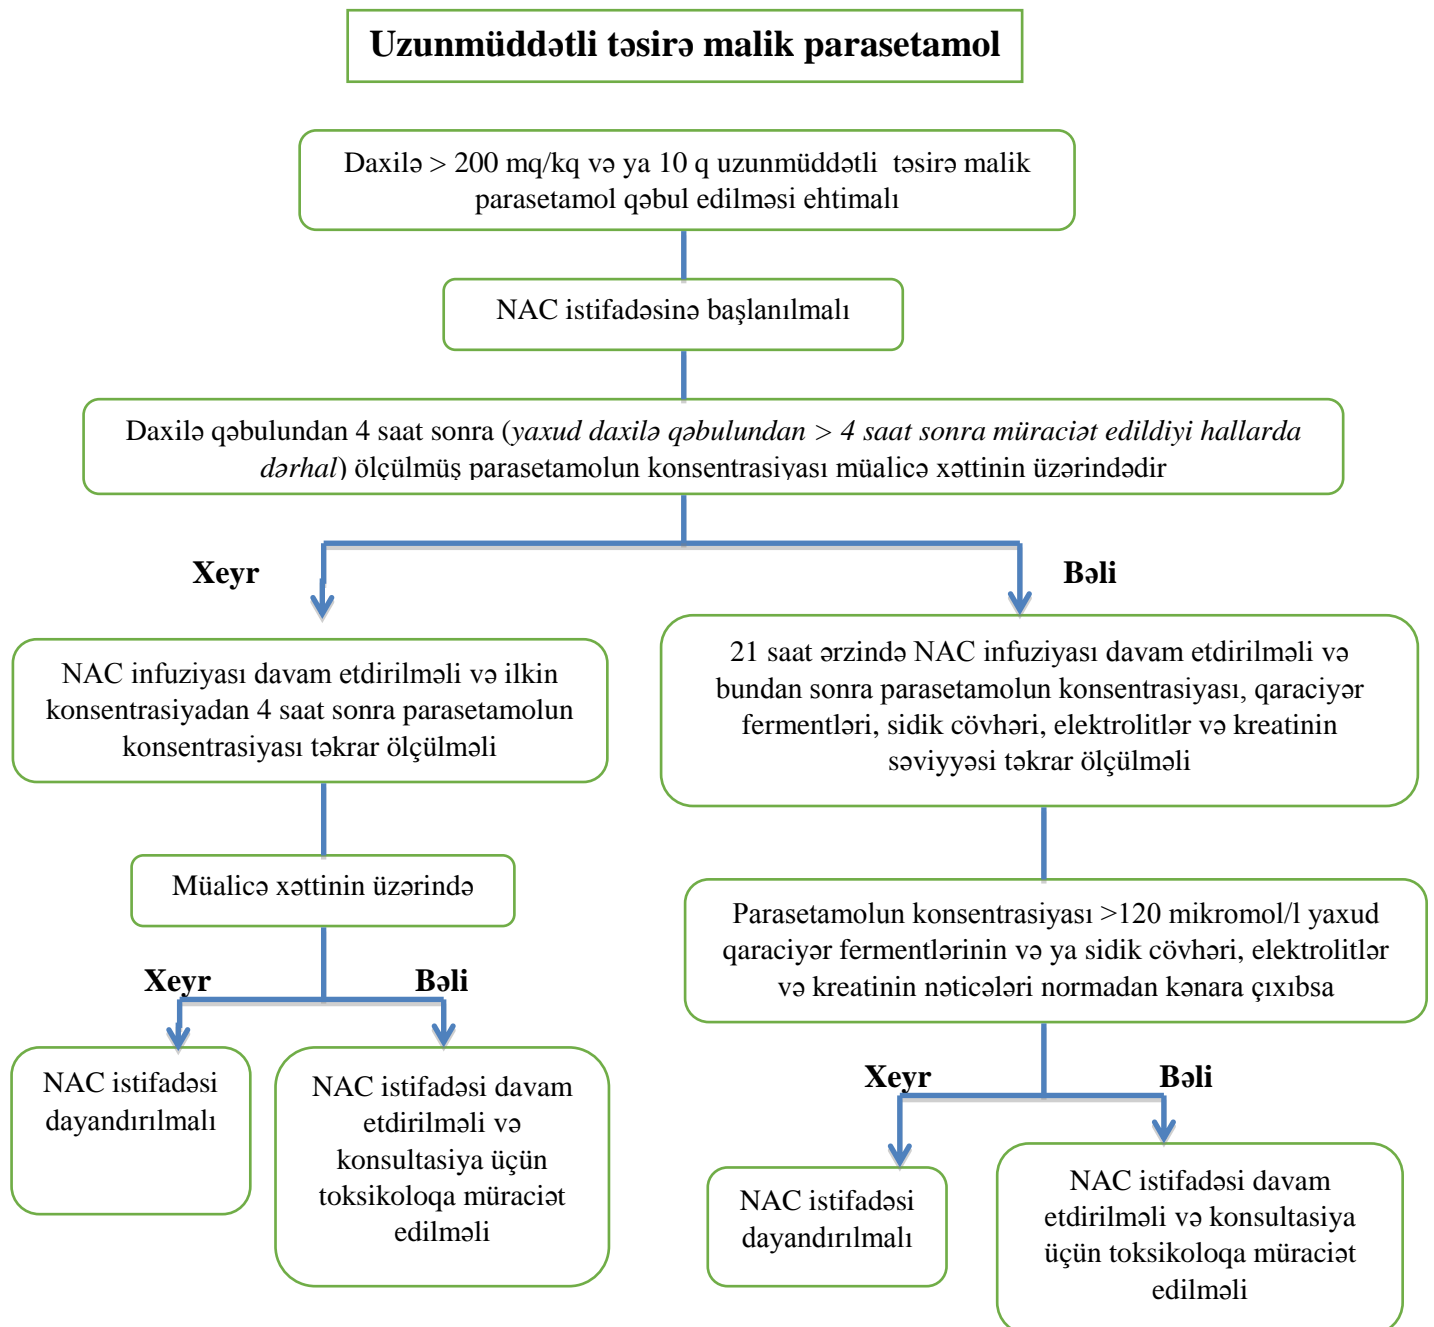 Uzunmüddətli təsirə malik parasetamol
Daxilə > 200 mq/kq və ya 10 q uzunmüddətli təsirə malik
parasetamol qəbul edilməsi ehtimalı
NAC istifadəsinə başlanılmalı
Daxilə qəbulundan 4 saat sonra (yaxud daxilə qəbulundan > 4 saat sonra müraciət edildiyi hallarda
dərhal) ölçülmüş parasetamolun konsentrasiyası müalicə xəttinin üzərindədir
Xeyr
Bəli
NAC infuziyası davam etdirilməli və ilkin
konsentrasiyadan 4 saat sonra parasetamolun
konsentrasiyası təkrar ölçülməli
21 saat ərzində NAC infuziyası davam etdirilməli və
bundan sonra parasetamolun konsentrasiyası, qaraciyər
fermentləri, sidik cövhəri, elektrolitlər və kreatinin
səviyyəsi təkrar ölçülməli
Müalicə xəttinin üzərində
Parasetamolun konsentrasiyası >120 mikromol/l yaxud
qaraciyər fermentlərinin və ya sidik cövhəri, elektrolitlər
və kreatinin nəticələri normadan kənara çıxıbsa
Xeyr
Bəli
NAC istifadəsi
dayandırılmalı
NAC istifadəsi davam
etdirilməli və
konsultasiya üçün
toksikoloqa müraciət
edilməli
Xeyr
Bəli
NAC istifadəsi
dayandırılmalı
NAC istifadəsi davam
etdirilməli və konsultasiya
üçün toksikoloqa müraciət
edilməli